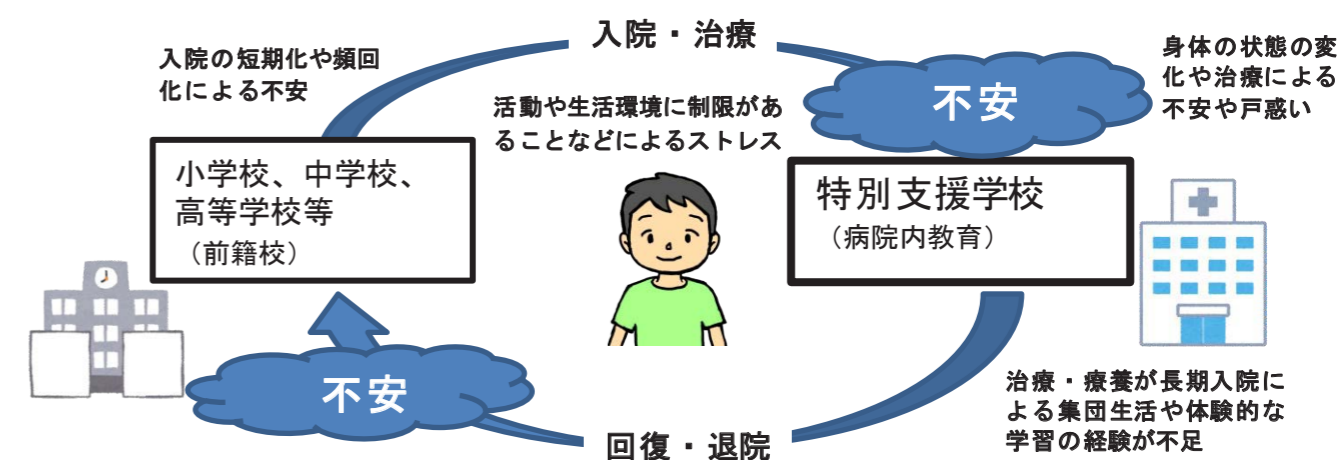 入院・治療
入院の短期化や頻回
化による不安
身体の状態の変
化や治療による
不安や戸惑い
不安
活動や生活環境に制限があ
ることなどによるストレス
小学校、中学校、
高等学校等
（前籍校）
特別支援学校
（病院内教育）
不安
治療・療養が長期入院に
よる集団生活や体験的な
学習の経験が不足
回復・退院